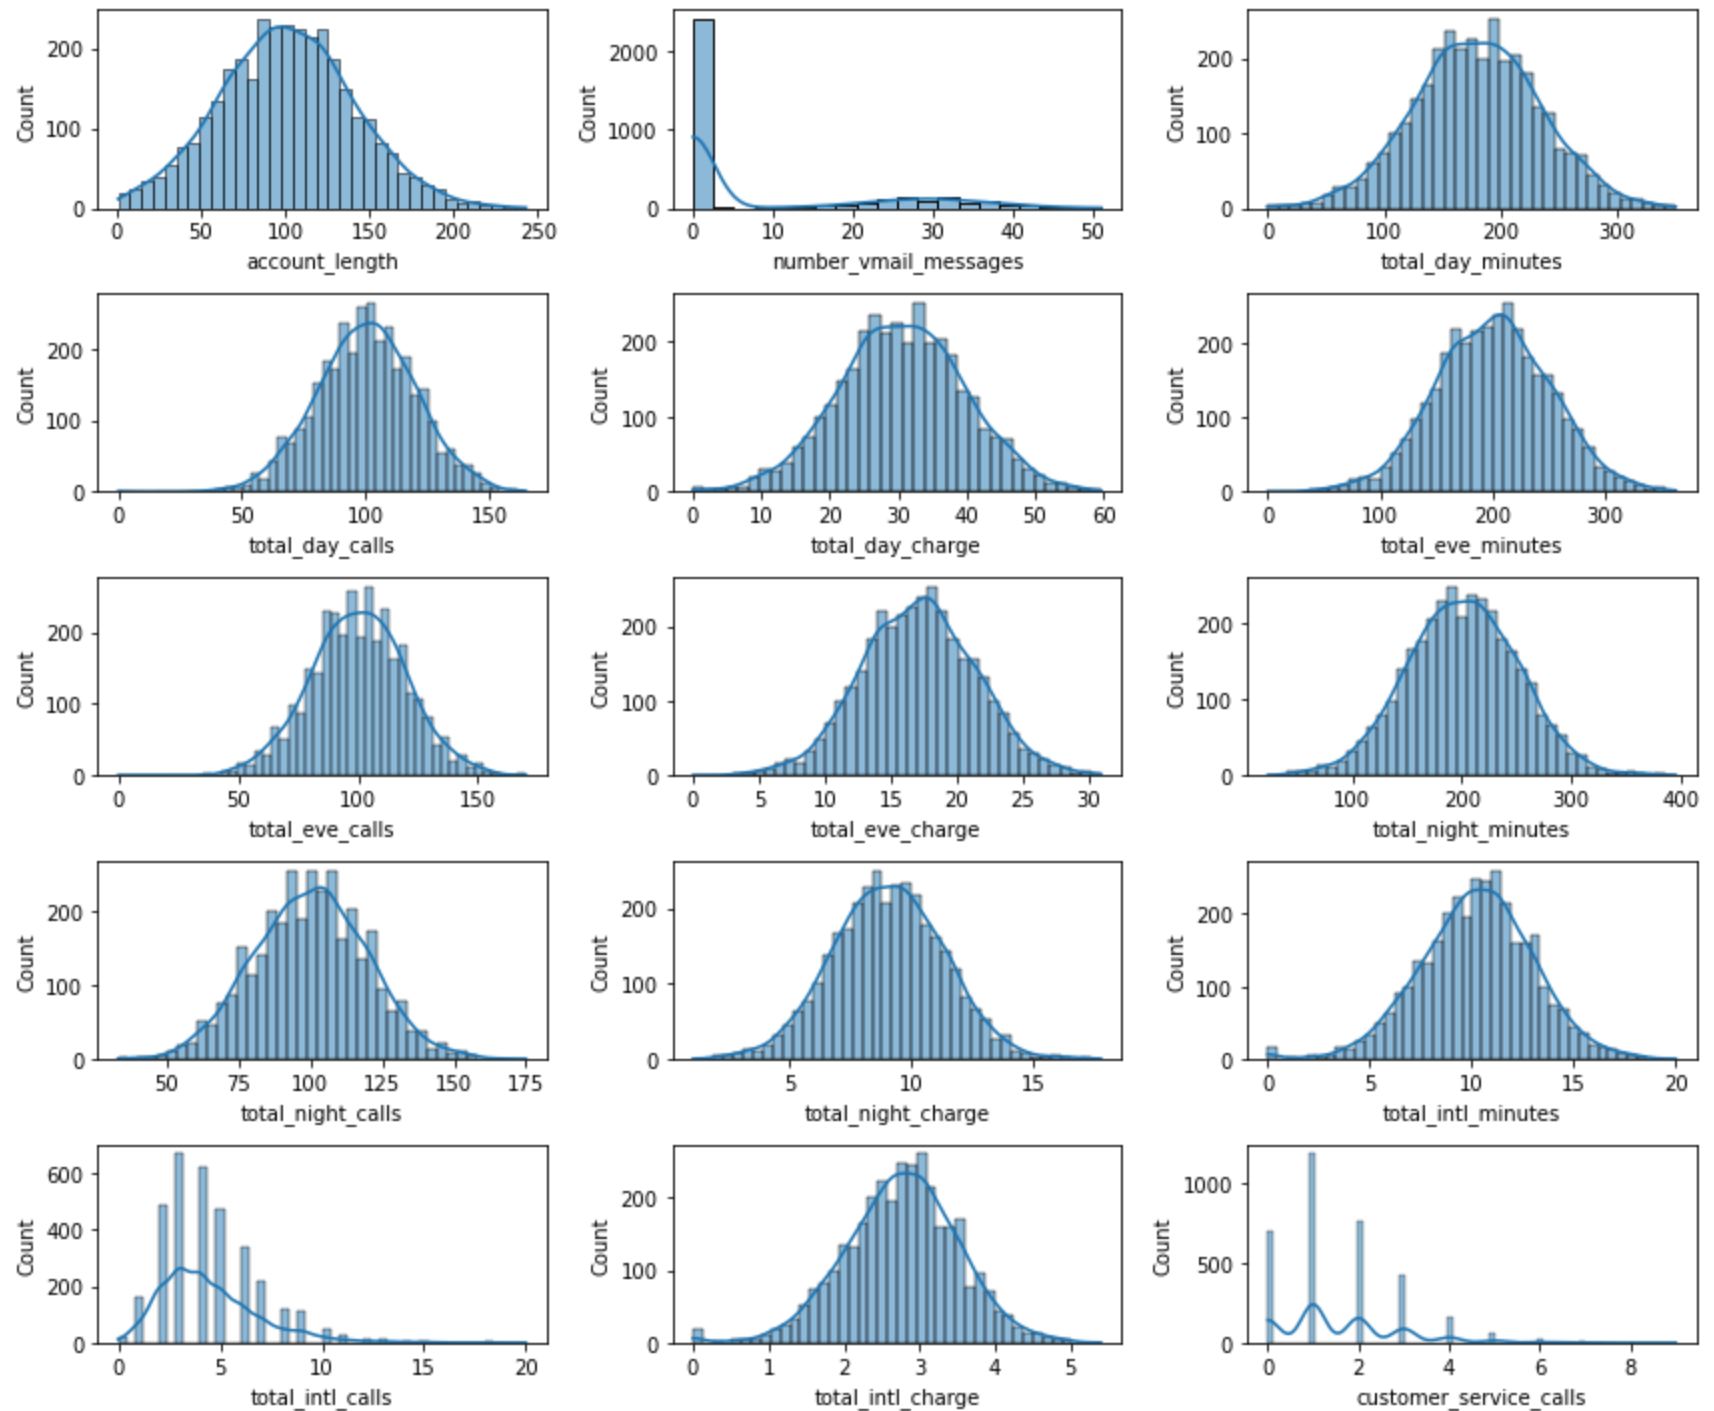 Count
200
100
0
0 50 100 150 200 250
account_length
Count
2000
1000
0
0 10 20 30 40 50
number_vmail_messages
Count
200
100
0
0 100 200 300
total_day_minutes
Count
200
100
0
0 50 100 150
total_day_calls
Count
200
100
0
0 10 20 30 40 50 60
total_day_charge
Count
200
100
0
0 100 200 300
total_eve_minutes
Count
200
100
0
0 50 100 150
total_eve_calls
Count
200
100
0
0 5 10 15 20 25 30
total_eve_charge
Count
200
100
0
100 200 300 400
total_night_minutes
Count
200
100
0
50 75 100 125 150 175
total_night_calls
Count
200
100
0
5 10 15
total_night_charge
Count
200
100
0
0 5 10 15 20
total_intl_minutes
Count
600
400
200
0
0 5 10 15 20
total_intl_calls
Count
200
100
0
0 1 2 3 4 5
total_intl_charge
Count
1000
500
0
0 2 4 6 8
customer_service_calls